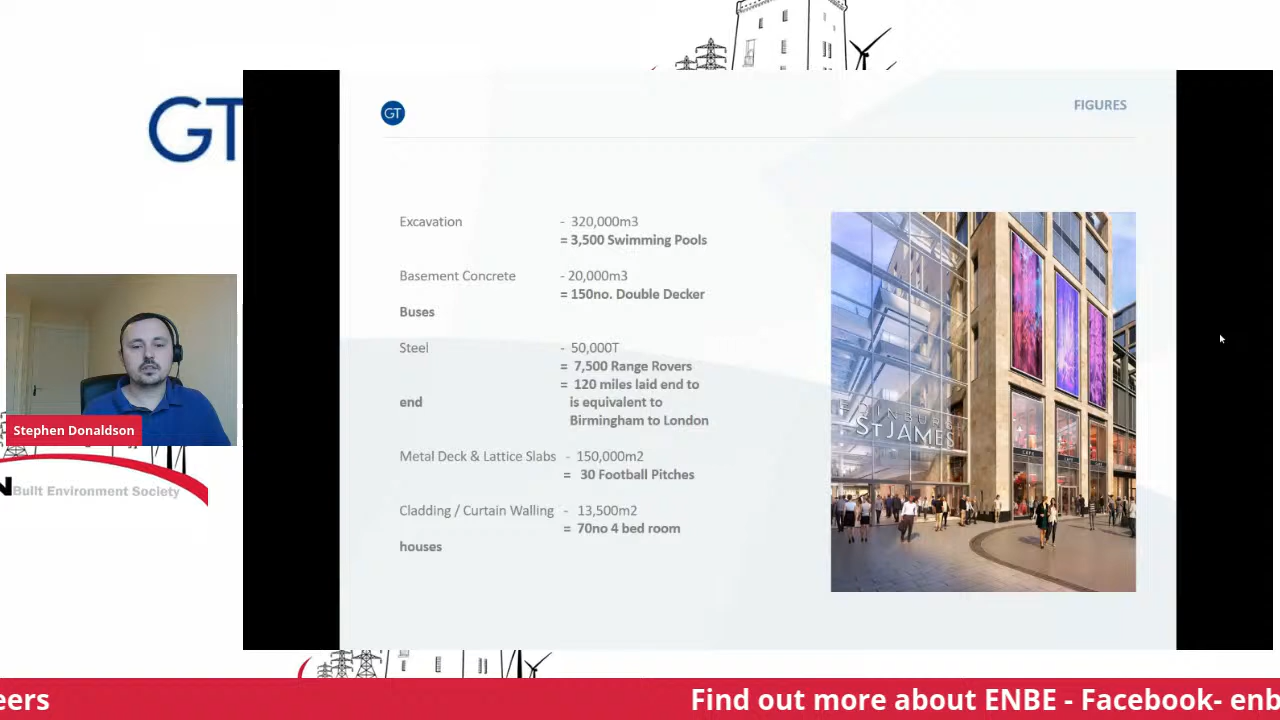 GT
GT
FIGURES
Excavation - 320,000m3
= 3,500 Swimming Pools
Basement Concrete - 20,000m3
= 150no. Double Decker
Buses
Steel - 50,000T
= 7,500 Range Rovers
= 120 miles laid end to
end is equivalent to
Birmingham to London
Metal Deck & Lattice Slabs - 150,000m2
= 30 Football Pitches
Cladding / Curtain Walling - 13,500m2
= 70no 4 bed room
houses
EDINBURGH
ST JAMES
Stephen Donaldson
N Built Environment Society
eers Find out more about ENBE - Facebook- enb